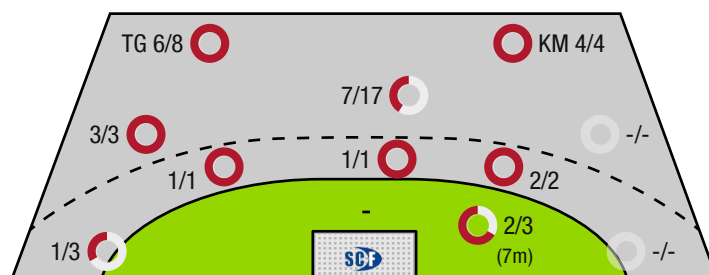 TG 6/8
KM 4/4
7/17
3/3
-/-
1/1
1/1
2/2
-
1/3
2/3
(7m)
-/-
SCF